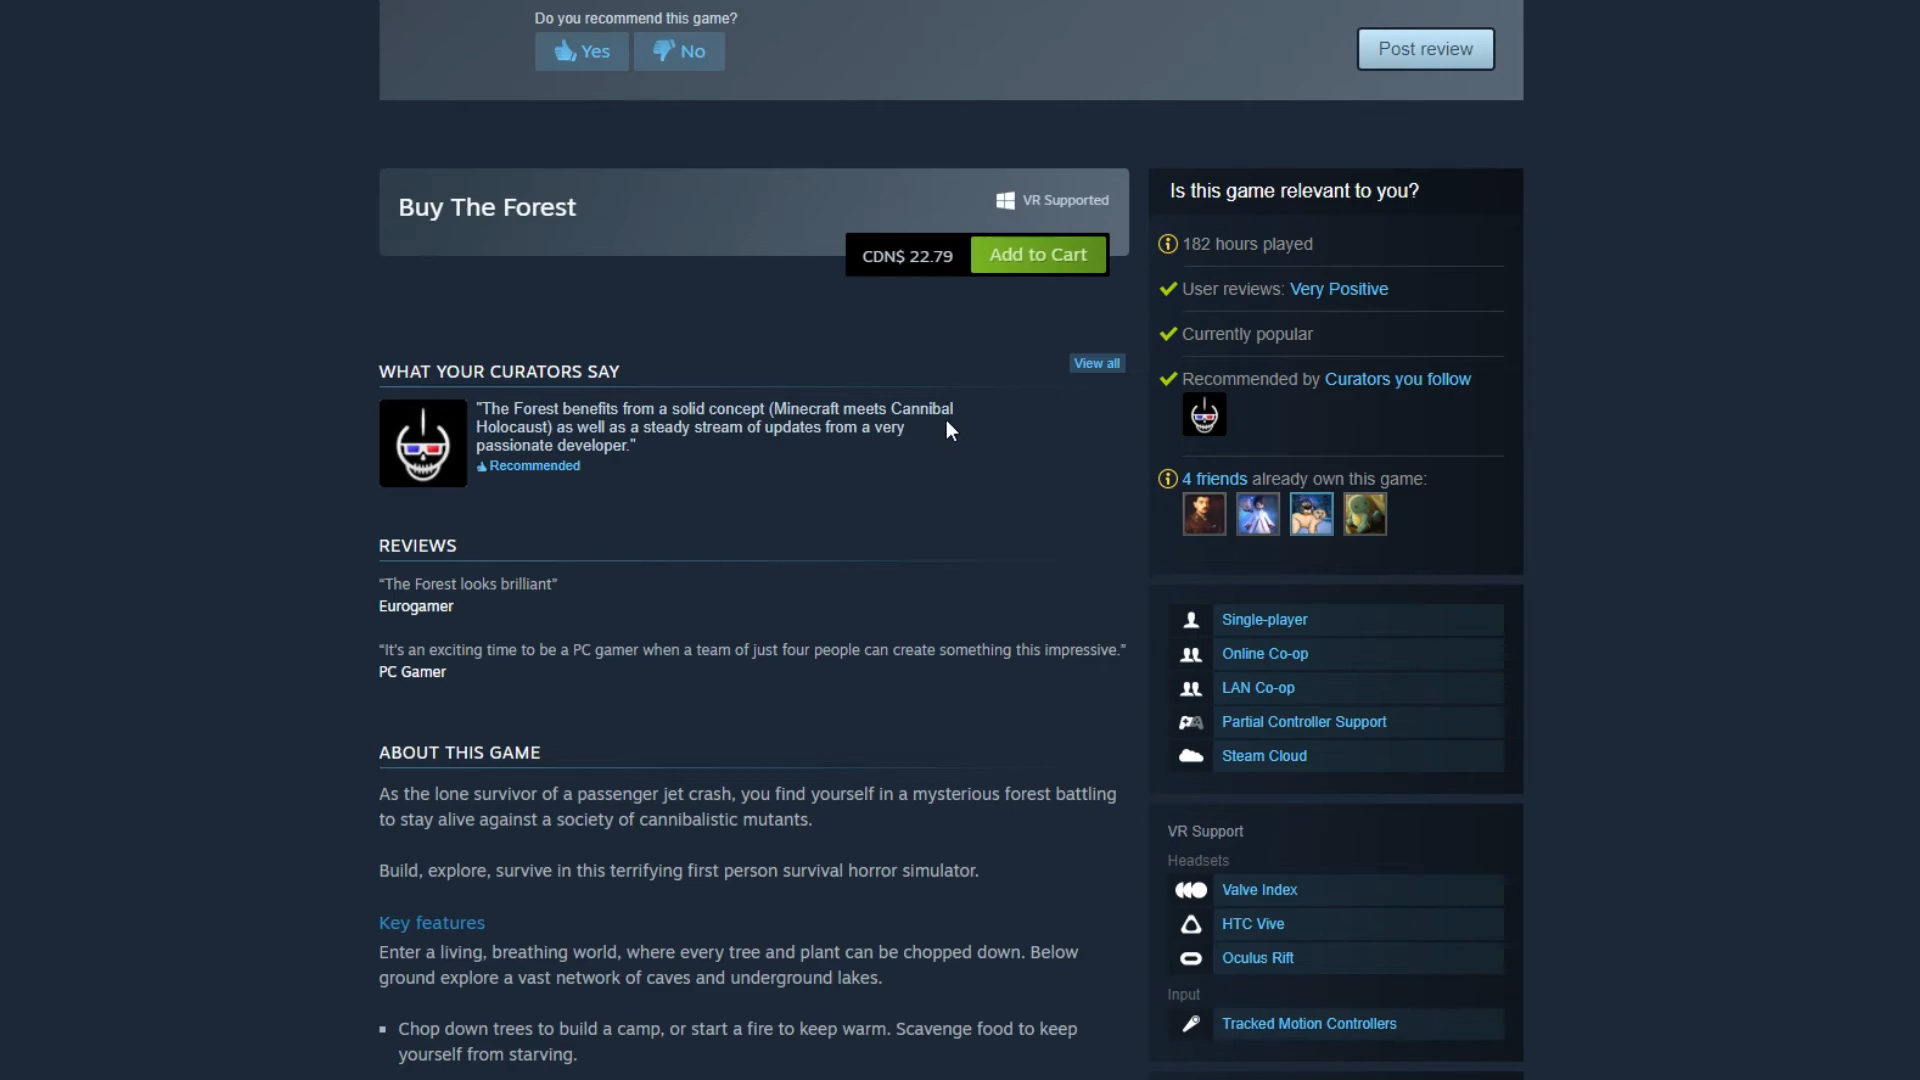 Do you recommend this game?
Yes
No
Post review
Buy The Forest
VR Supported
CDN$ 22.79
Add to Cart
WHAT YOUR CURATORS SAY
View all
"The Forest benefits from a solid concept (Minecraft meets Cannibal
Holocaust) as well as a steady stream of updates from a very
passionate developer."
Recommended
REVIEWS
“The Forest looks brilliant”
Eurogamer
“It's an exciting time to be a PC gamer when a team of just four people can create something this impressive.”
PC Gamer
ABOUT THIS GAME
As the lone survivor of a passenger jet crash, you find yourself in a mysterious forest battling
to stay alive against a society of cannibalistic mutants.
Build, explore, survive in this terrifying first person survival horror simulator.
Key features
Enter a living, breathing world, where every tree and plant can be chopped down. Below
ground explore a vast network of caves and underground lakes.
Chop down trees to build a camp, or start a fire to keep warm. Scavenge food to keep
yourself from starving.
Is this game relevant to you?
182 hours played
User reviews: Very Positive
Currently popular
Recommended by Curators you follow
4 friends already own this game:
Single-player
Online Co-op
LAN Co-op
Partial Controller Support
Steam Cloud
VR Support
Headsets
Valve Index
HTC Vive
Oculus Rift
Input
Tracked Motion Controllers